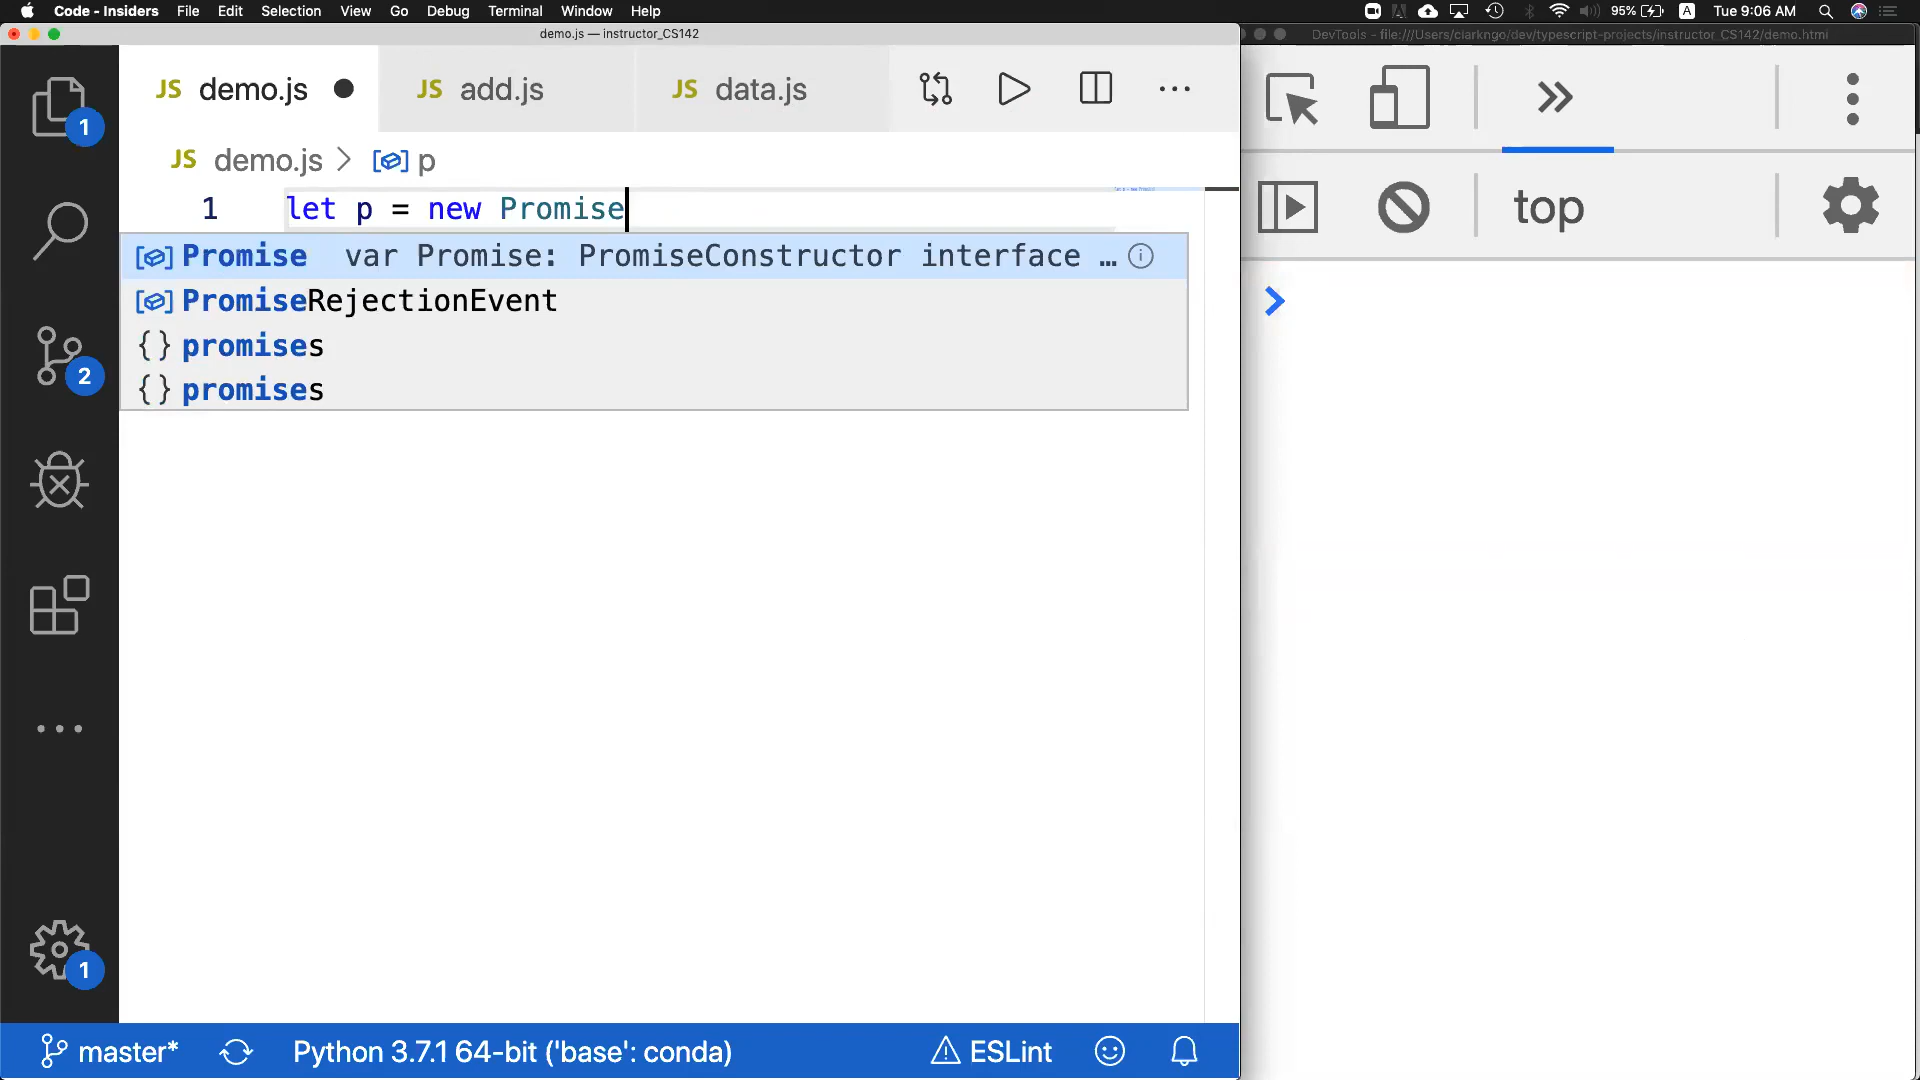 Code - Insiders File Edit Selection View Go Debug Terminal Window Help 95% A Tue 9:06 AM
demo.js — instructor_CS142
DevTools - file:///Users/clarkngo/dev/typescript-projects/instructor_CS142/demo.html
JS demo.js JS add.js JS data.js
JS demo.js > p
1 let p = new Promise
top
Promise var Promise: PromiseConstructor interface …
PromiseRejectionEvent
{} promises
{} promises
1
2
1
master* Python 3.7.1 64-bit ('base': conda) ESLint